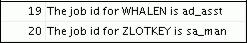 19 The job id for WHALEN is ad_asst
20 The job id for ZLOTKEY is sa_man